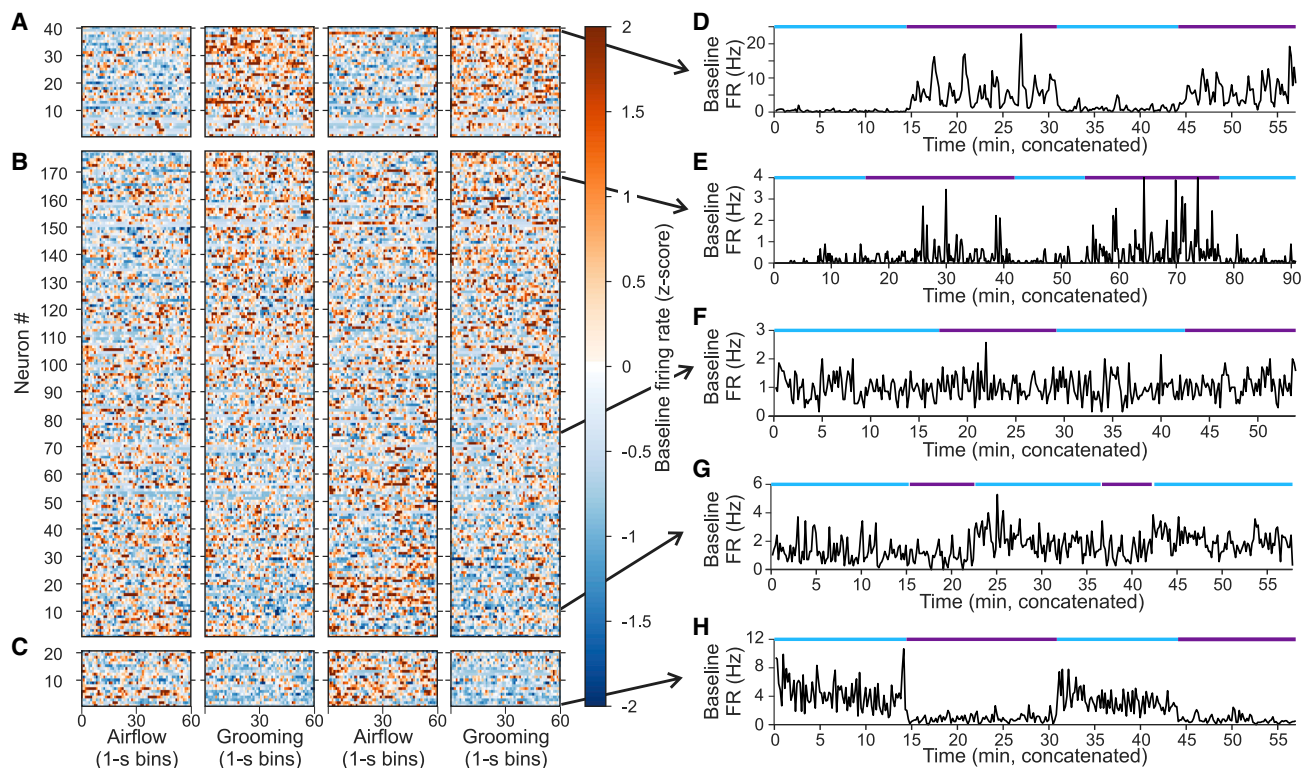 A
40
30
20
10
B
170
160
150
140
130
120
110
100
90
80
70
60
50
40
30
20
10
Neuron #
C
20
10
0 30 60 30 60 30 60 30 60
Airflow (1-s bins)
Grooming (1-s bins)
Airflow (1-s bins)
Grooming (1-s bins)
2
1.5
1
0.5
0
-0.5
-1
-1.5
-2
Baseline firing rate (z-score)
D
Baseline
FR (Hz)
20
10
0
0 5 10 15 20 25 30 35 40 45 50 55
Time (min, concatenated)
E
Baseline
FR (Hz)
4
3
2
1
0
0 10 20 30 40 50 60 70 80 90
Time (min, concatenated)
F
Baseline
FR (Hz)
3
2
1
0
0 5 10 15 20 25 30 35 40 45 50
Time (min, concatenated)
G
Baseline
FR (Hz)
6
4
2
0
0 5 10 15 20 25 30 35 40 45 50 55
Time (min, concatenated)
H
Baseline
FR (Hz)
12
8
4
0
0 5 10 15 20 25 30 35 40 45 50 55
Time (min, concatenated)